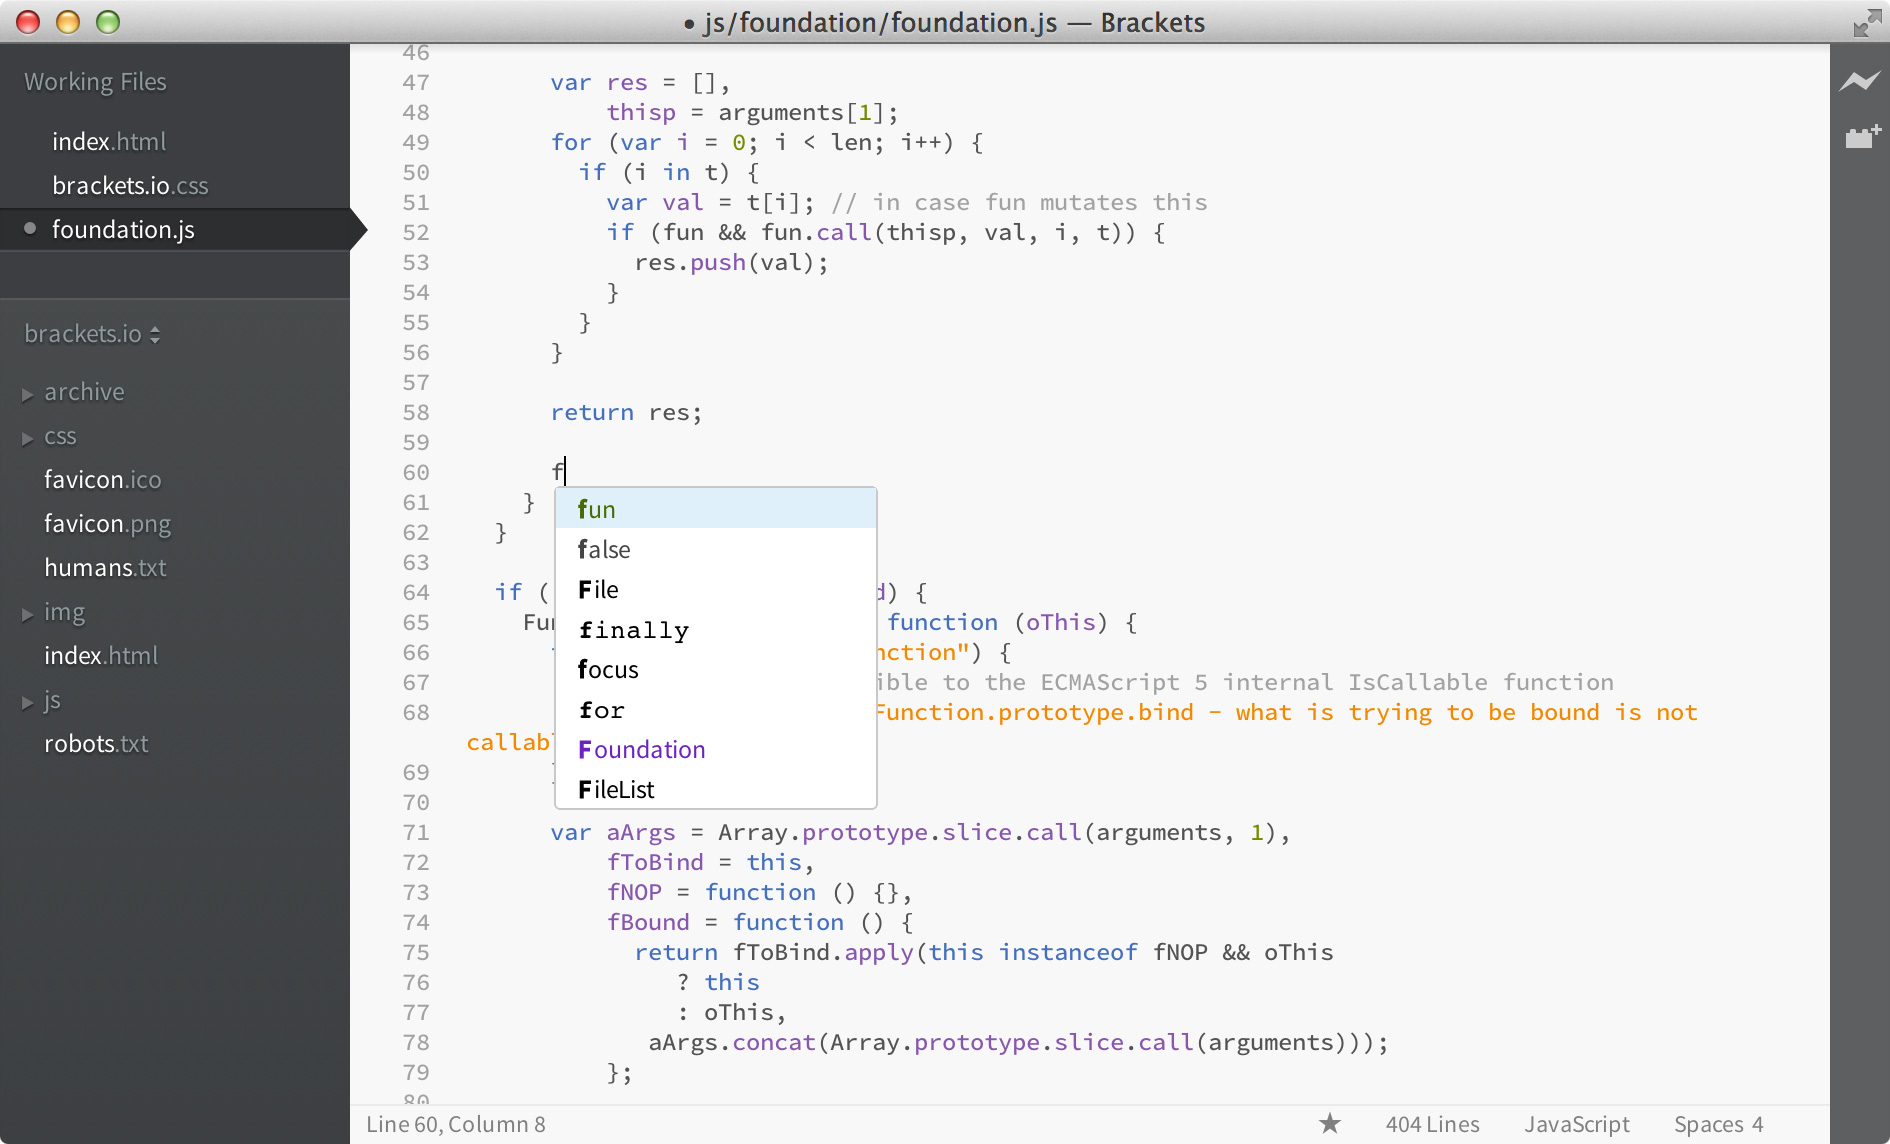 • js/foundation/foundation.js — Brackets
Working Files
index.html
brackets.io.css
foundation.js
brackets.io
archive
css
favicon.ico
favicon.png
humans.txt
img
index.html
js
robots.txt
46
47 var res = [],
48 thisp = arguments[1];
49 for (var i = 0; i < len; i++) {
50 if (i in t) {
51 var val = t[i]; // in case fun mutates this
52 if (fun && fun.call(thisp, val, i, t)) {
53 res.push(val);
54 }
55 }
56 }
57
58 return res;
59
60 f
61 }
62 }
63
64 if ( d) {
65 Fu function (oThis) {
66 nction") {
67 ible to the ECMAScript 5 internal IsCallable function
68 Function.prototype.bind - what is trying to be bound is not
callab
69
70
71 var aArgs = Array.prototype.slice.call(arguments, 1),
72 fToBind = this,
73 fNOP = function () {},
74 fBound = function () {
75 return fToBind.apply(this instanceof fNOP && oThis
76 ? this
77 : oThis,
78 aArgs.concat(Array.prototype.slice.call(arguments)));
79 };
80
fun
false
File
finally
focus
for
Foundation
FileList
Line 60, Column 8
404 Lines
JavaScript
Spaces 4